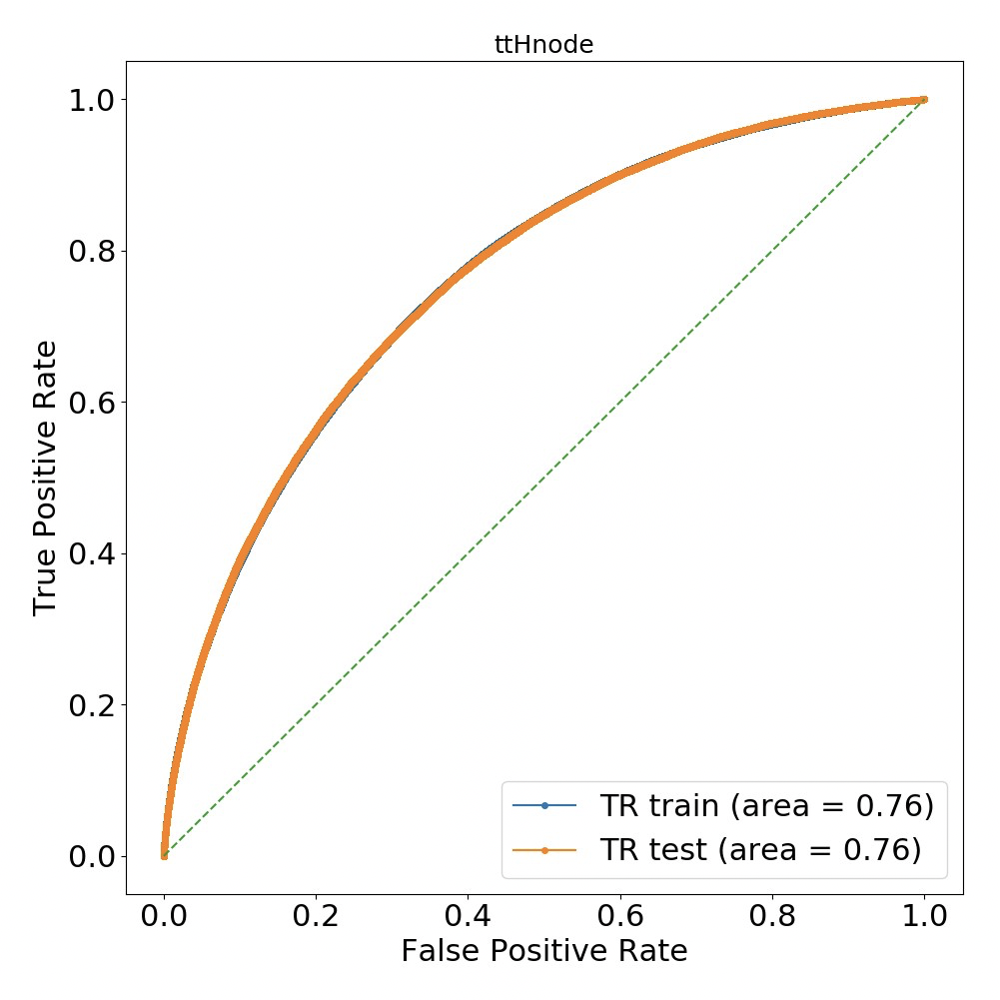 ttHnode
1.0
0.8
0.6
0.4
0.2
0.0
True Positive Rate
TR train (area = 0.76)
TR test (area = 0.76)
0.0 0.2 0.4 0.6 0.8 1.0
False Positive Rate